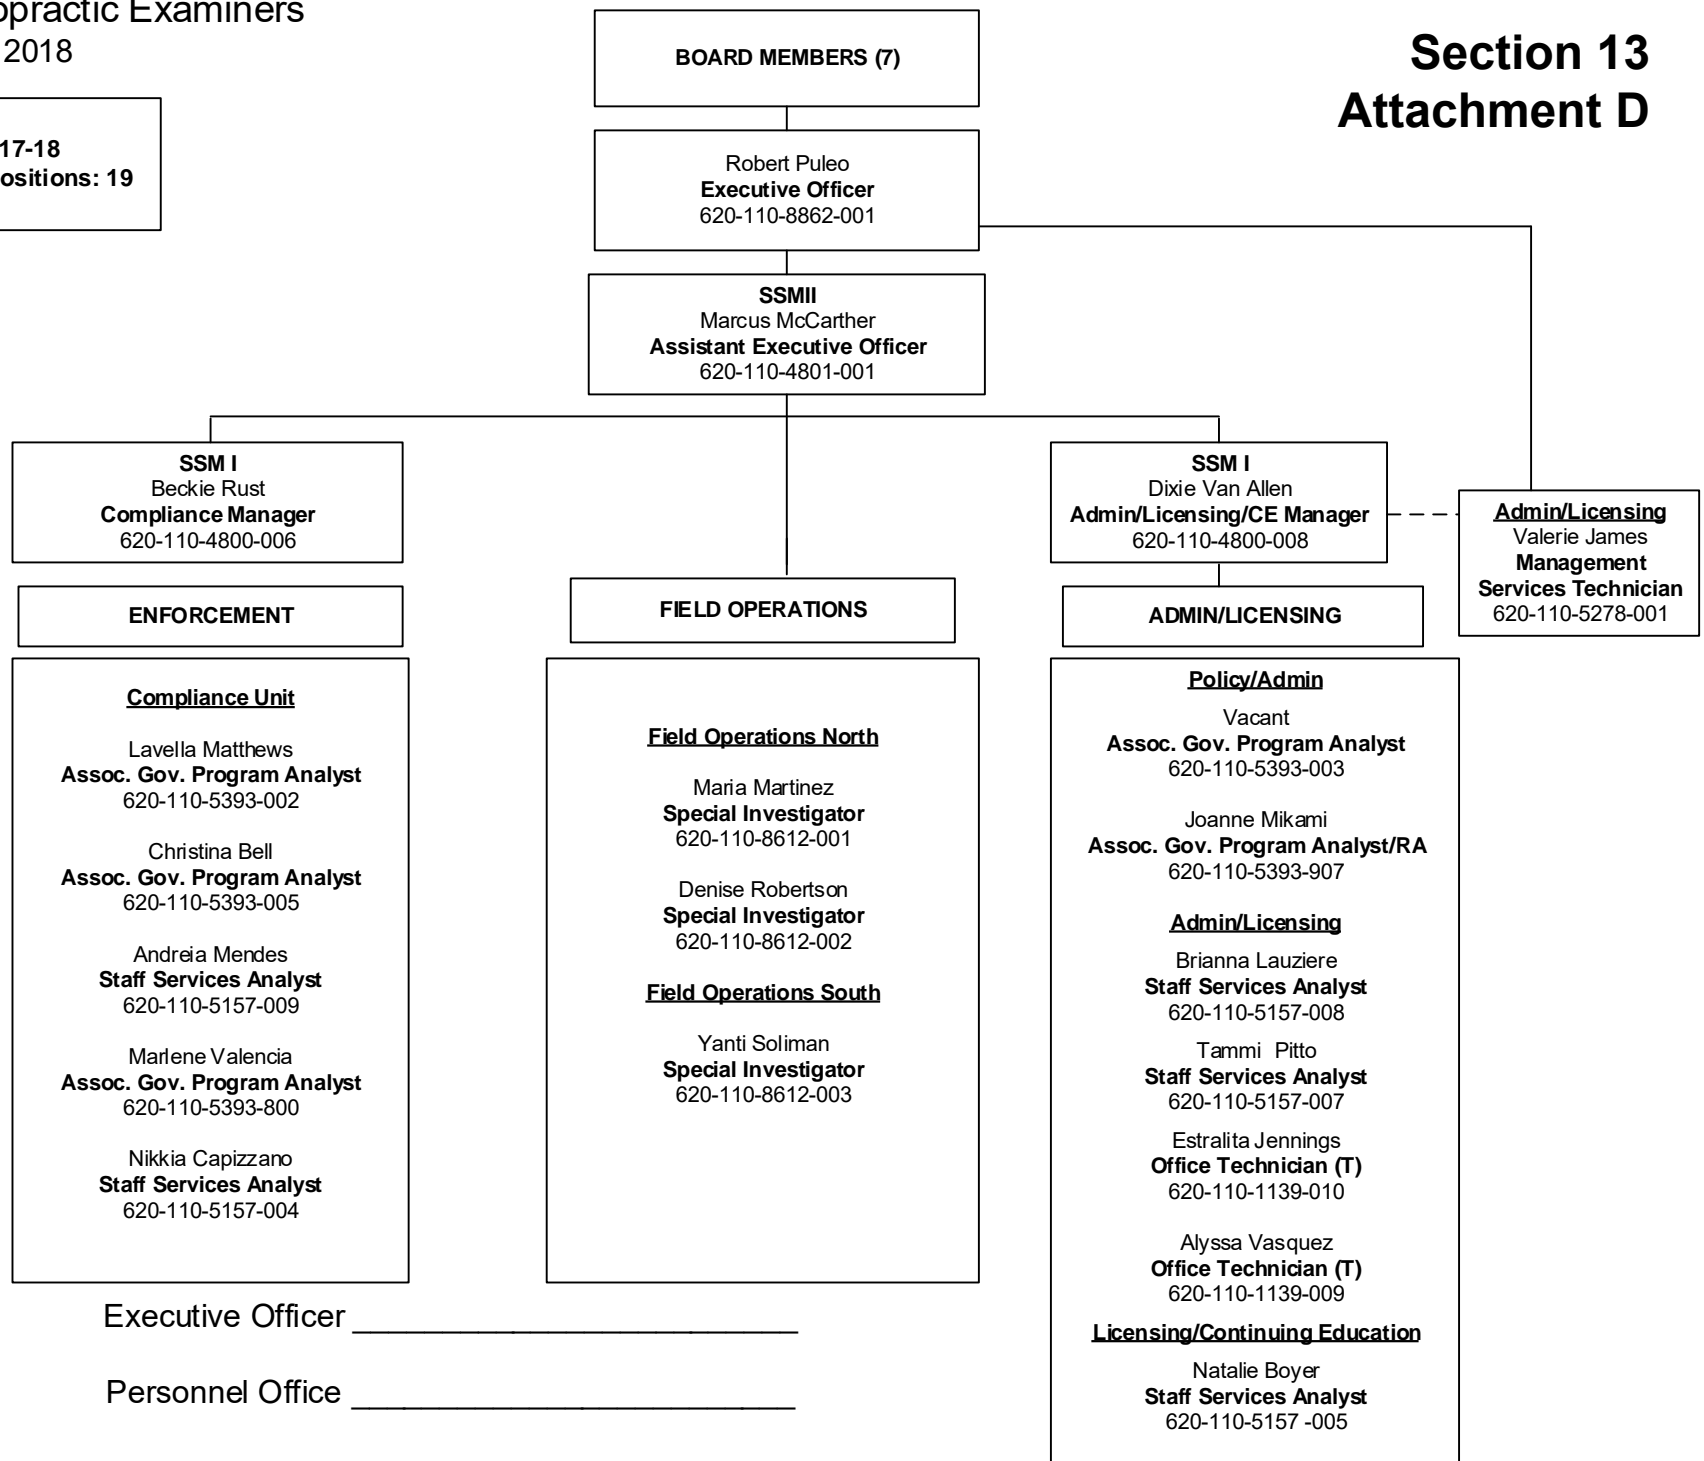 Examiners
2018
Section 13
Attachment D
17-18
19
BOARD MEMBERS (7)
Robert Puleo
Executive Officer
620-110-8862-001
SSMII
Marcus McCarther
Assistant Executive Officer
620-110-4801-001
SSM I
Beckie Rust
Compliance Manager
620-110-4800-006
SSM I
Dixie Van Allen
Admin/Licensing/CE Manager
620-110-4800-008
Admin/Licensing
Valerie James
Management
Services Technician
620-110-5278-001
ENFORCEMENT
FIELD OPERATIONS
ADMIN/LICENSING
Compliance Unit
Lavella Matthews
Assoc. Gov. Program Analyst
620-110-5393-002
Christina Bell
Assoc. Gov. Program Analyst
620-110-5393-005
Andreia Mendes
Staff Services Analyst
620-110-5157-009
Marlene Valencia
Assoc. Gov. Program Analyst
620-110-5393-800
Nikkia Capizzano
Staff Services Analyst
620-110-5157-004
Field Operations North
Maria Martinez
Special Investigator
620-110-8612-001
Denise Robertson
Special Investigator
620-110-8612-002
Field Operations South
Yanti Soliman
Special Investigator
620-110-8612-003
Policy/Admin
Vacant
Assoc. Gov. Program Analyst
620-110-5393-003
Joanne Mikami
Assoc. Gov. Program Analyst/RA
620-110-5393-907
Admin/Licensing
Brianna Lauziere
Staff Services Analyst
620-110-5157-008
Tammi Pitto
Staff Services Analyst
620-110-5157-007
Estralita Jennings
Office Technician (T)
620-110-1139-010
Alyssa Vasquez
Office Technician (T)
620-110-1139-009
Licensing/Continuing Education
Natalie Boyer
Staff Services Analyst
620-110-5157 -005
Executive Officer
Personnel Office